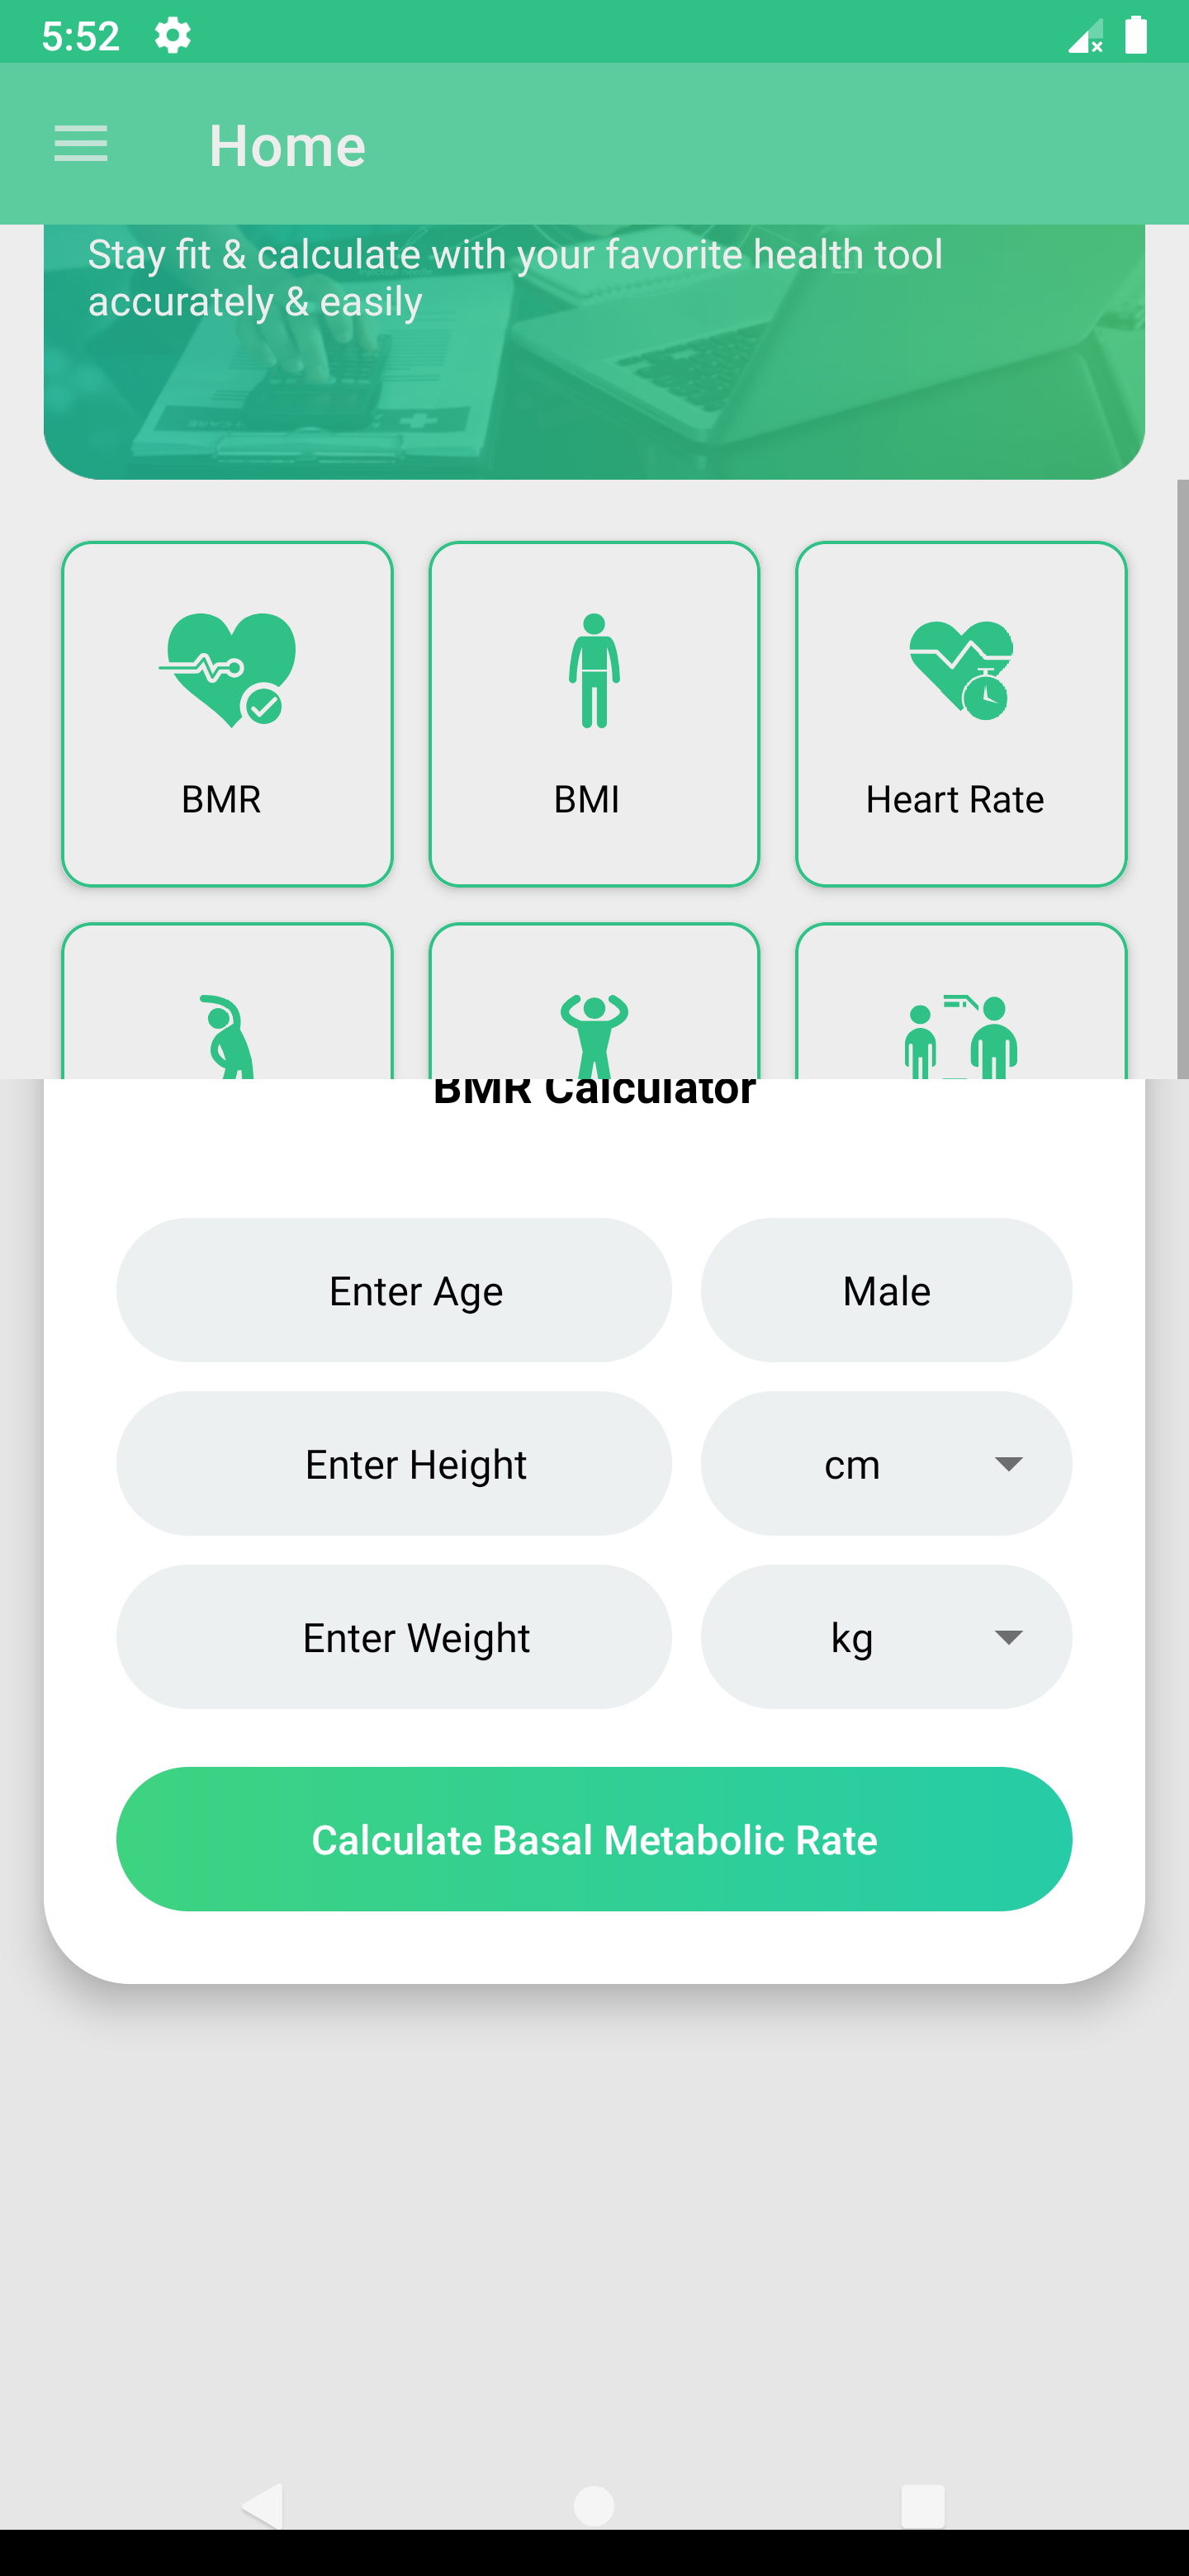 5:52
Home
Stay fit & calculate with your favorite health tool
accurately & easily
BMR
BMI
Heart Rate
BMR Calculator
Enter Age
Male
Enter Height
cm
Enter Weight
kg
Calculate Basal Metabolic Rate